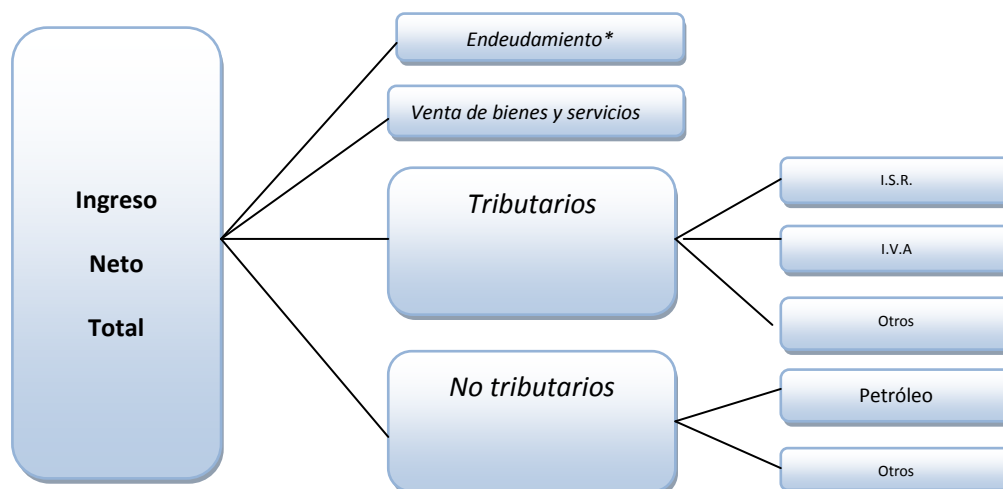 Ingreso
Neto
Total
Endeudamiento*
Venta de bienes y servicios
Tributarios
I.S.R.
I.V.A
Otros
No tributarios
Petróleo
Otros